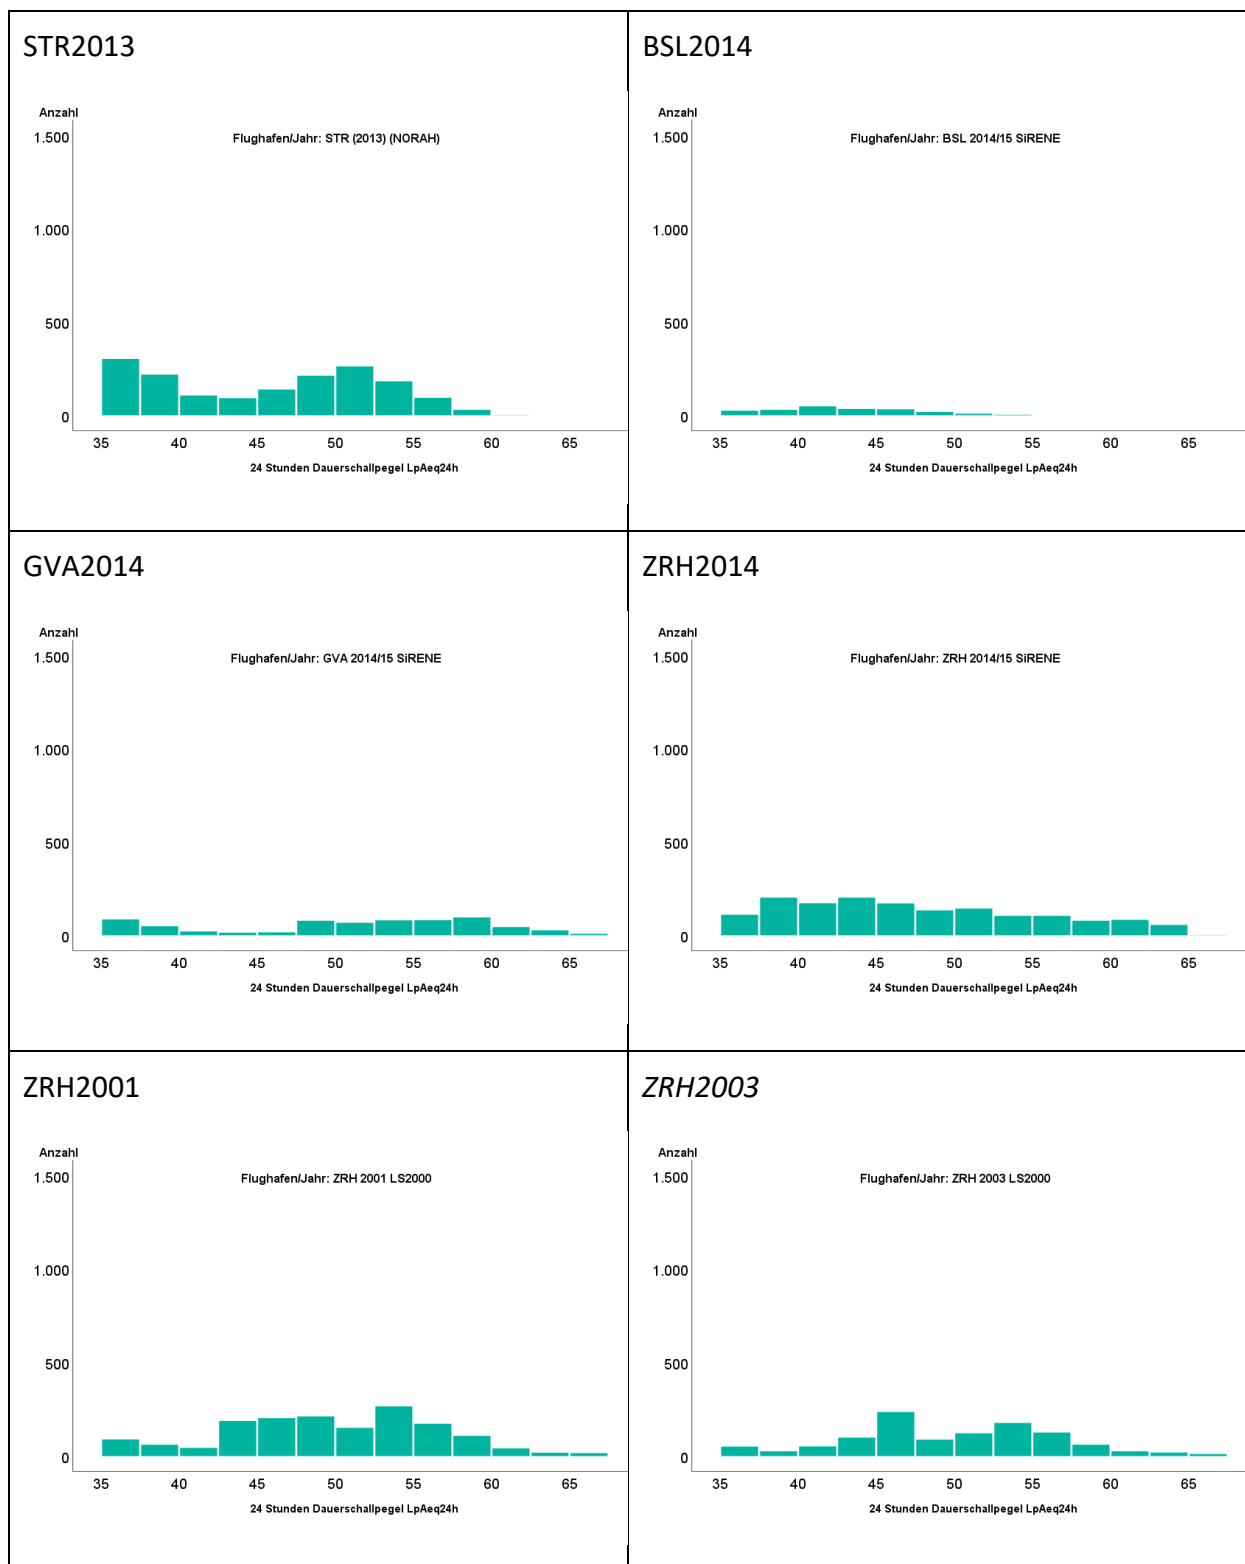 STR2013
Anzahl
Flughafen/Jahr: STR (2013) (NORAH)
1.500
1.000
500
0
35 40 45 50 55 60 65
24 Stunden Dauerschallpegel LpAeq24h
BSL2014
Anzahl
Flughafen/Jahr: BSL 2014/15 SiRENE
1.500
1.000
500
0
35 40 45 50 55 60 65
24 Stunden Dauerschallpegel LpAeq24h
GVA2014
Anzahl
Flughafen/Jahr: GVA 2014/15 SiRENE
1.500
1.000
500
0
35 40 45 50 55 60 65
24 Stunden Dauerschallpegel LpAeq24h
ZRH2014
Anzahl
Flughafen/Jahr: ZRH 2014/15 SiRENE
1.500
1.000
500
0
35 40 45 50 55 60 65
24 Stunden Dauerschallpegel LpAeq24h
ZRH2001
Anzahl
Flughafen/Jahr: ZRH 2001 LS2000
1.500
1.000
500
0
35 40 45 50 55 60 65
24 Stunden Dauerschallpegel LpAeq24h
ZRH2003
Anzahl
Flughafen/Jahr: ZRH 2003 LS2000
1.500
1.000
500
0
35 40 45 50 55 60 65
24 Stunden Dauerschallpegel LpAeq24h